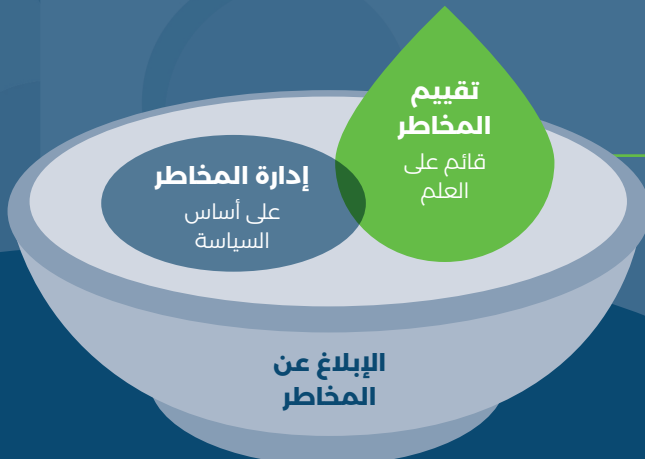 تقييم
المخاطر
قائم على
العلم
إدارة المخاطر
على أساس
السياسة
الإبلاغ عن
المخاطر